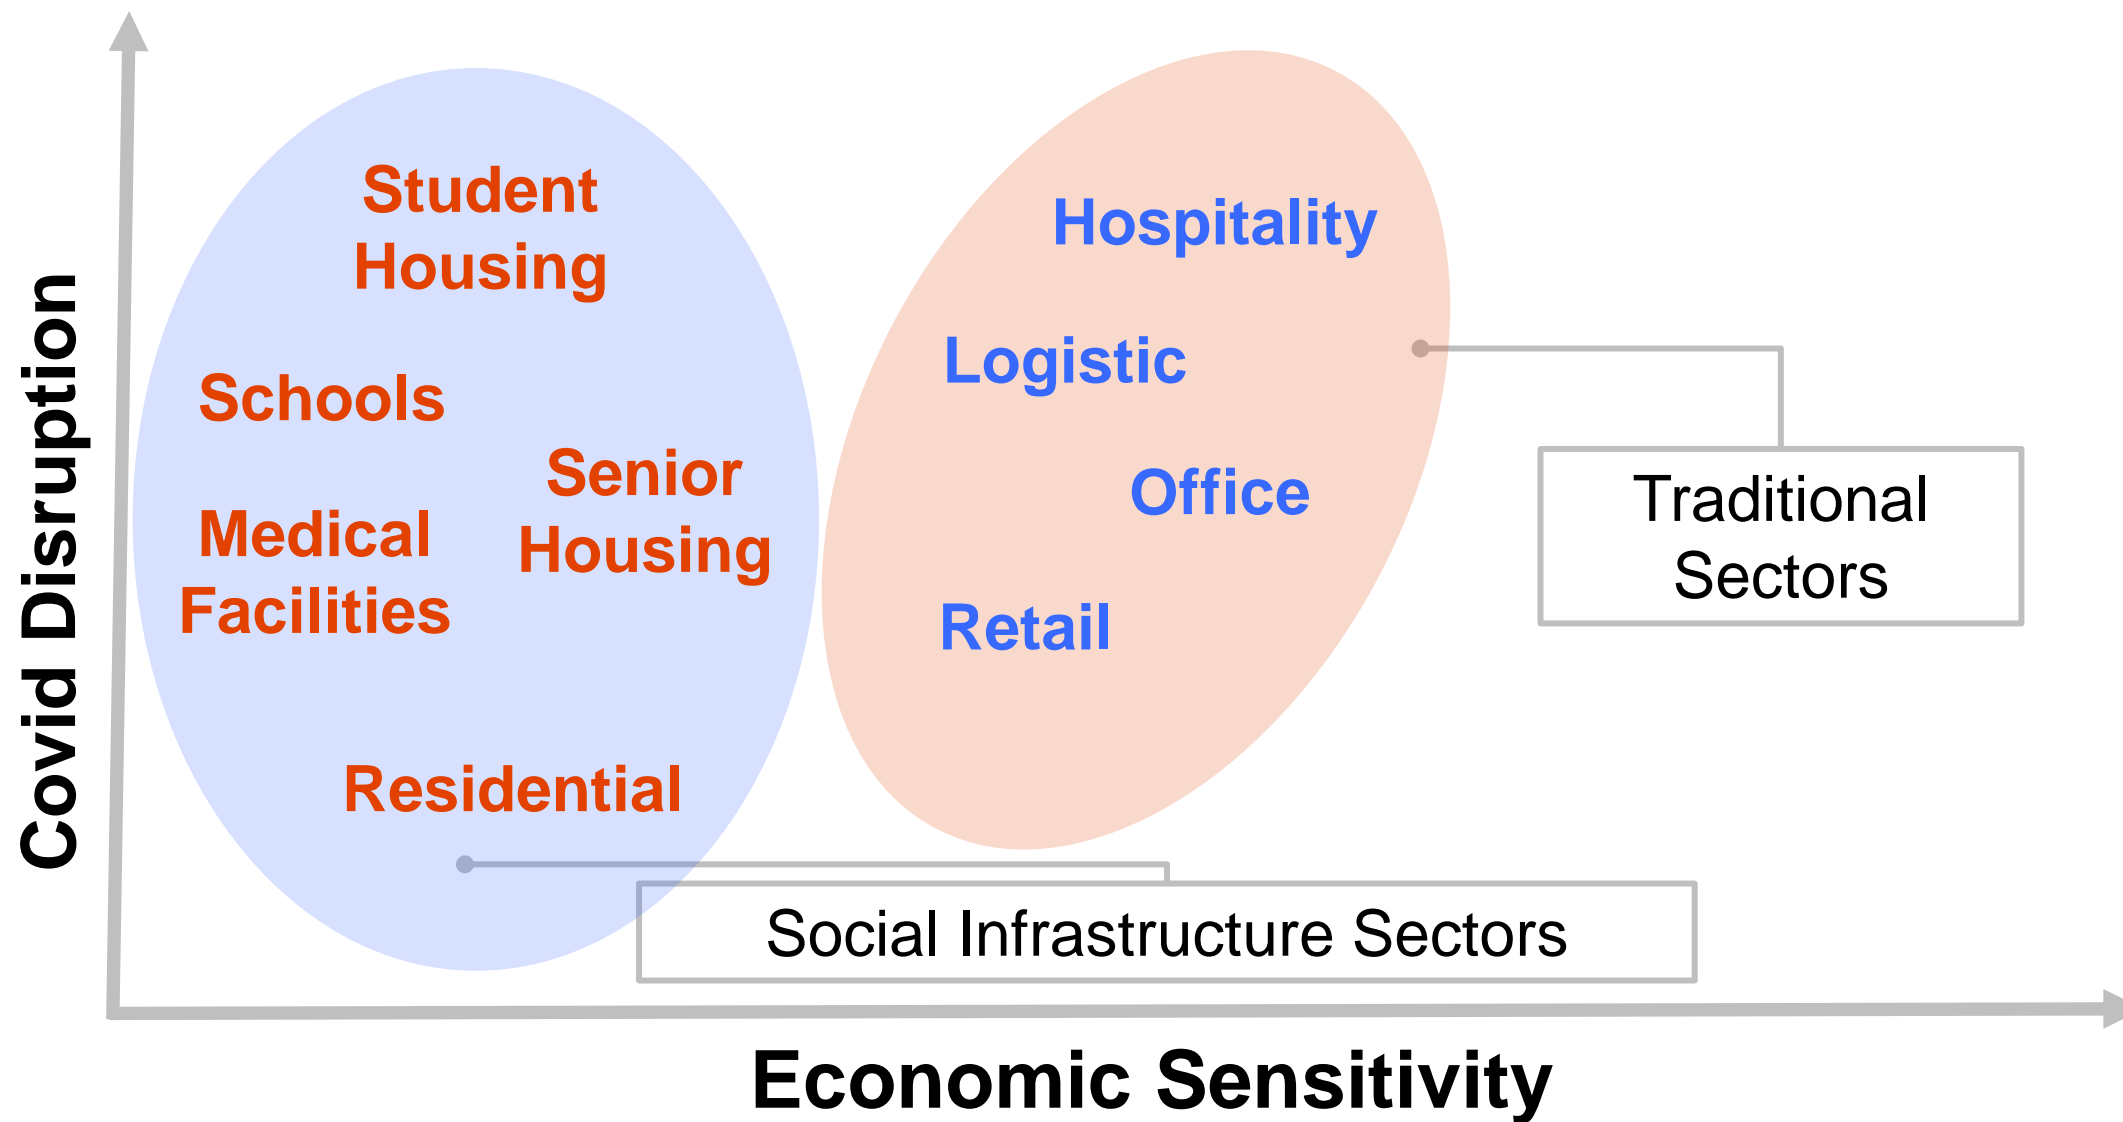 Covid Disruption
Student
Housing
Schools
Senior
Housing
Medical
Facilities
Residential
Hospitality
Logistic
Office
Retail
Traditional
Sectors
Social Infrastructure Sectors
Economic Sensitivity